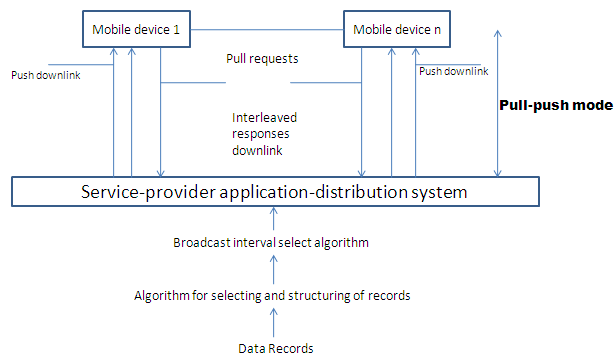 Mobile device 1
Mobile device n
Pull requests
Push downlink
Push downlink
Pull-push mode
Interleaved
responses
downlink
Service-provider application-distribution system
Broadcast interval select algorithm
Algorithm for selecting and structuring of records
Data Records